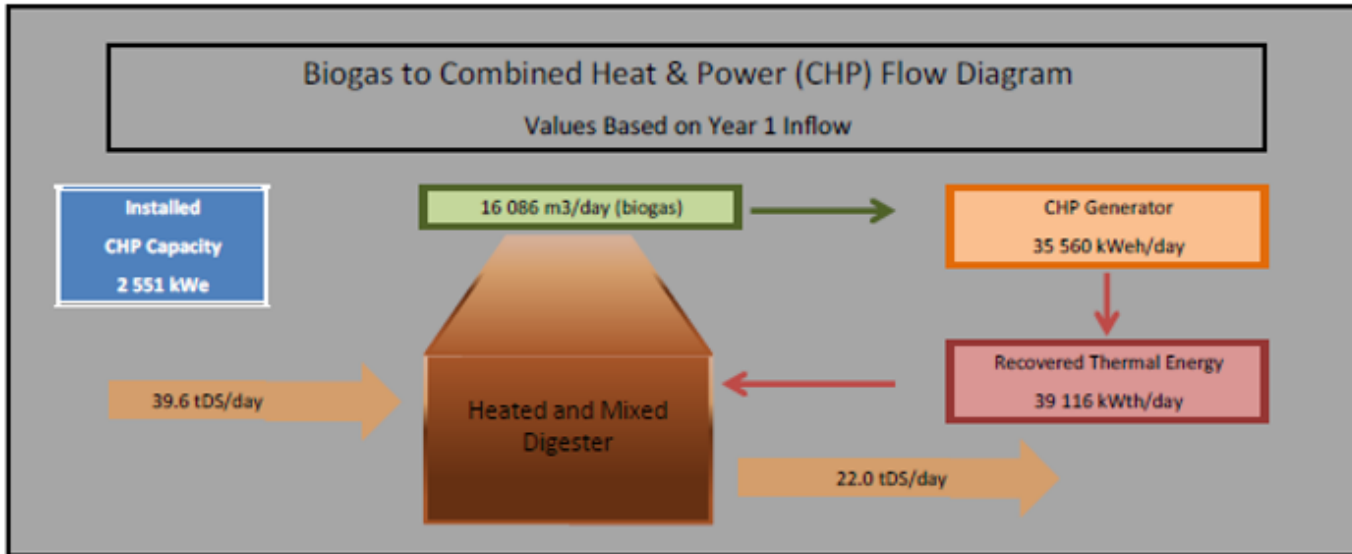 Biogas to Combined Heat & Power (CHP) Flow Diagram
Values Based on Year 1 Inflow
Installed
CHP Capacity
2 551 kWe
16 086 m3/day (biogas)
CHP Generator
35 560 kWeh/day
Recovered Thermal Energy
39 116 kWth/day
39.6 tDS/day
Heated and Mixed
Digester
22.0 tDS/day